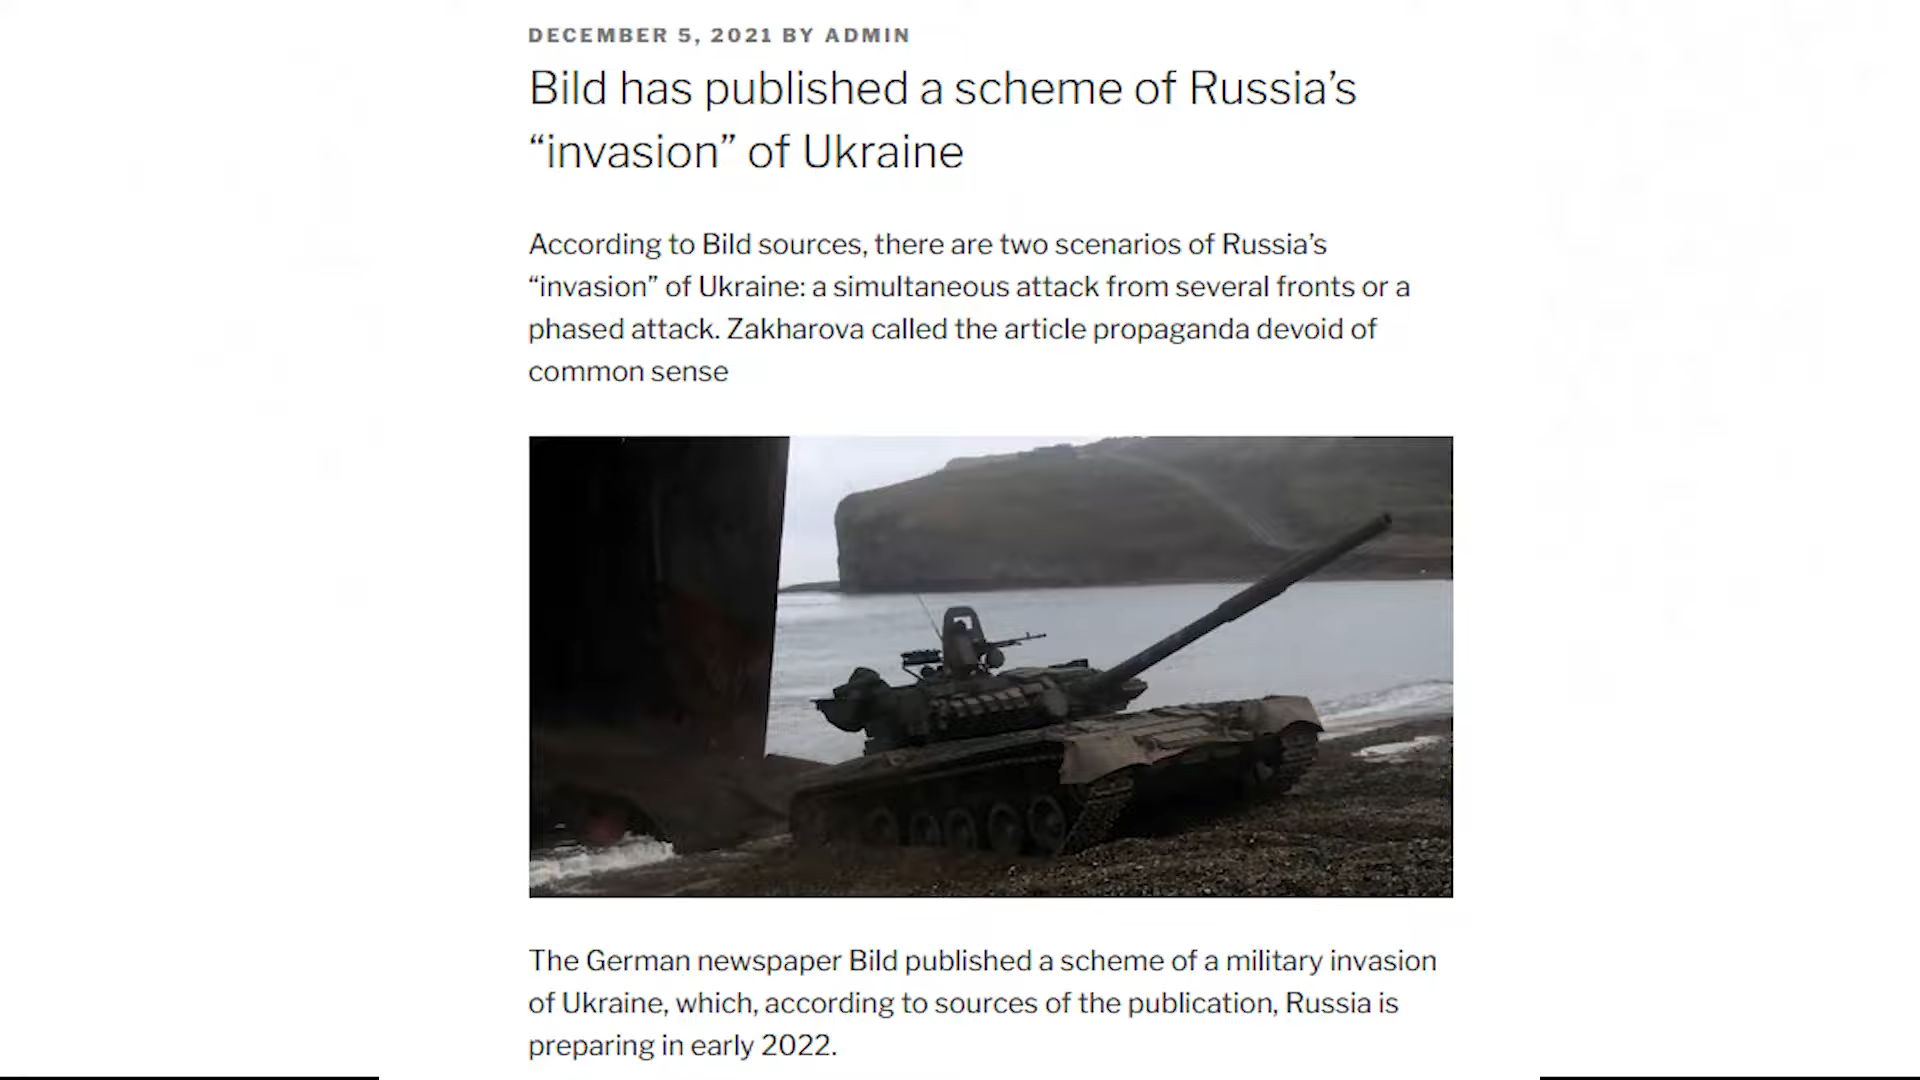 DECEMBER 5, 2021 BY ADMIN
Bild has published a scheme of Russia’s
“invasion” of Ukraine
According to Bild sources, there are two scenarios of Russia’s
“invasion” of Ukraine: a simultaneous attack from several fronts or a
phased attack. Zakharova called the article propaganda devoid of
common sense
The German newspaper Bild published a scheme of a military invasion
of Ukraine, which, according to sources of the publication, Russia is
preparing in early 2022.